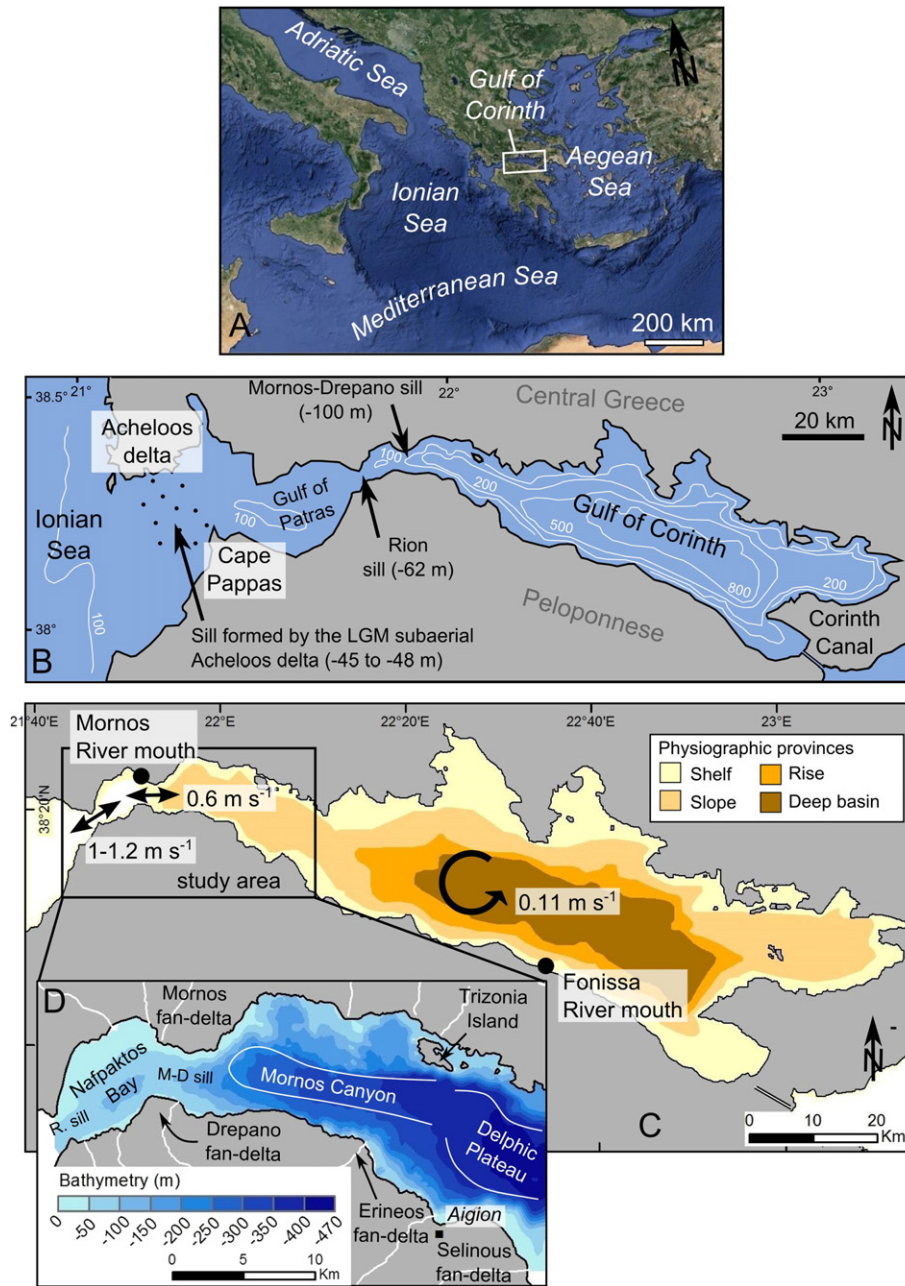 Adriatic Sea
Gulf of
Corinth
Aegean
Sea
Ionian
Sea
Mediterranean Sea
A
200 km
N
38.5°
21°
Mornos-Drepano sill
(-100 m)
22°
23°
Central Greece
20 km
N
Acheloos
delta
100
200
Gulf of
Patras
100
Ionian
Sea
500
Gulf of Corinth
Cape
Pappas
Rion
sill (-62 m)
800
200
100
Peloponnese
Corinth
Canal
38°
Sill formed by the LGM subaerial
Acheloos delta (-45 to -48 m)
B
21°40'E
22°E
22°20'E
22°40'E
23°E
Mornos
River mouth
Physiographic provinces
Shelf
Rise
Slope
Deep basin
38°20'N
0.6 m s-1
1-1.2 m s-1
study area
0.11 m s-1
Fonissa
River mouth
N
C
0 5 10 20
Km
D
Mornos
fan-delta
Trizonia
Island
Nafpaktos
Bay
M-D sill
Mornos Canyon
R. sill
Delphic
Plateau
Drepano
fan-delta
Bathymetry (m)
0 -50 -100 -150 -200 -250 -300 -350 -400 -470
Erineos
fan-delta
Aigion
Selinous
fan-delta
0 5 10
Km